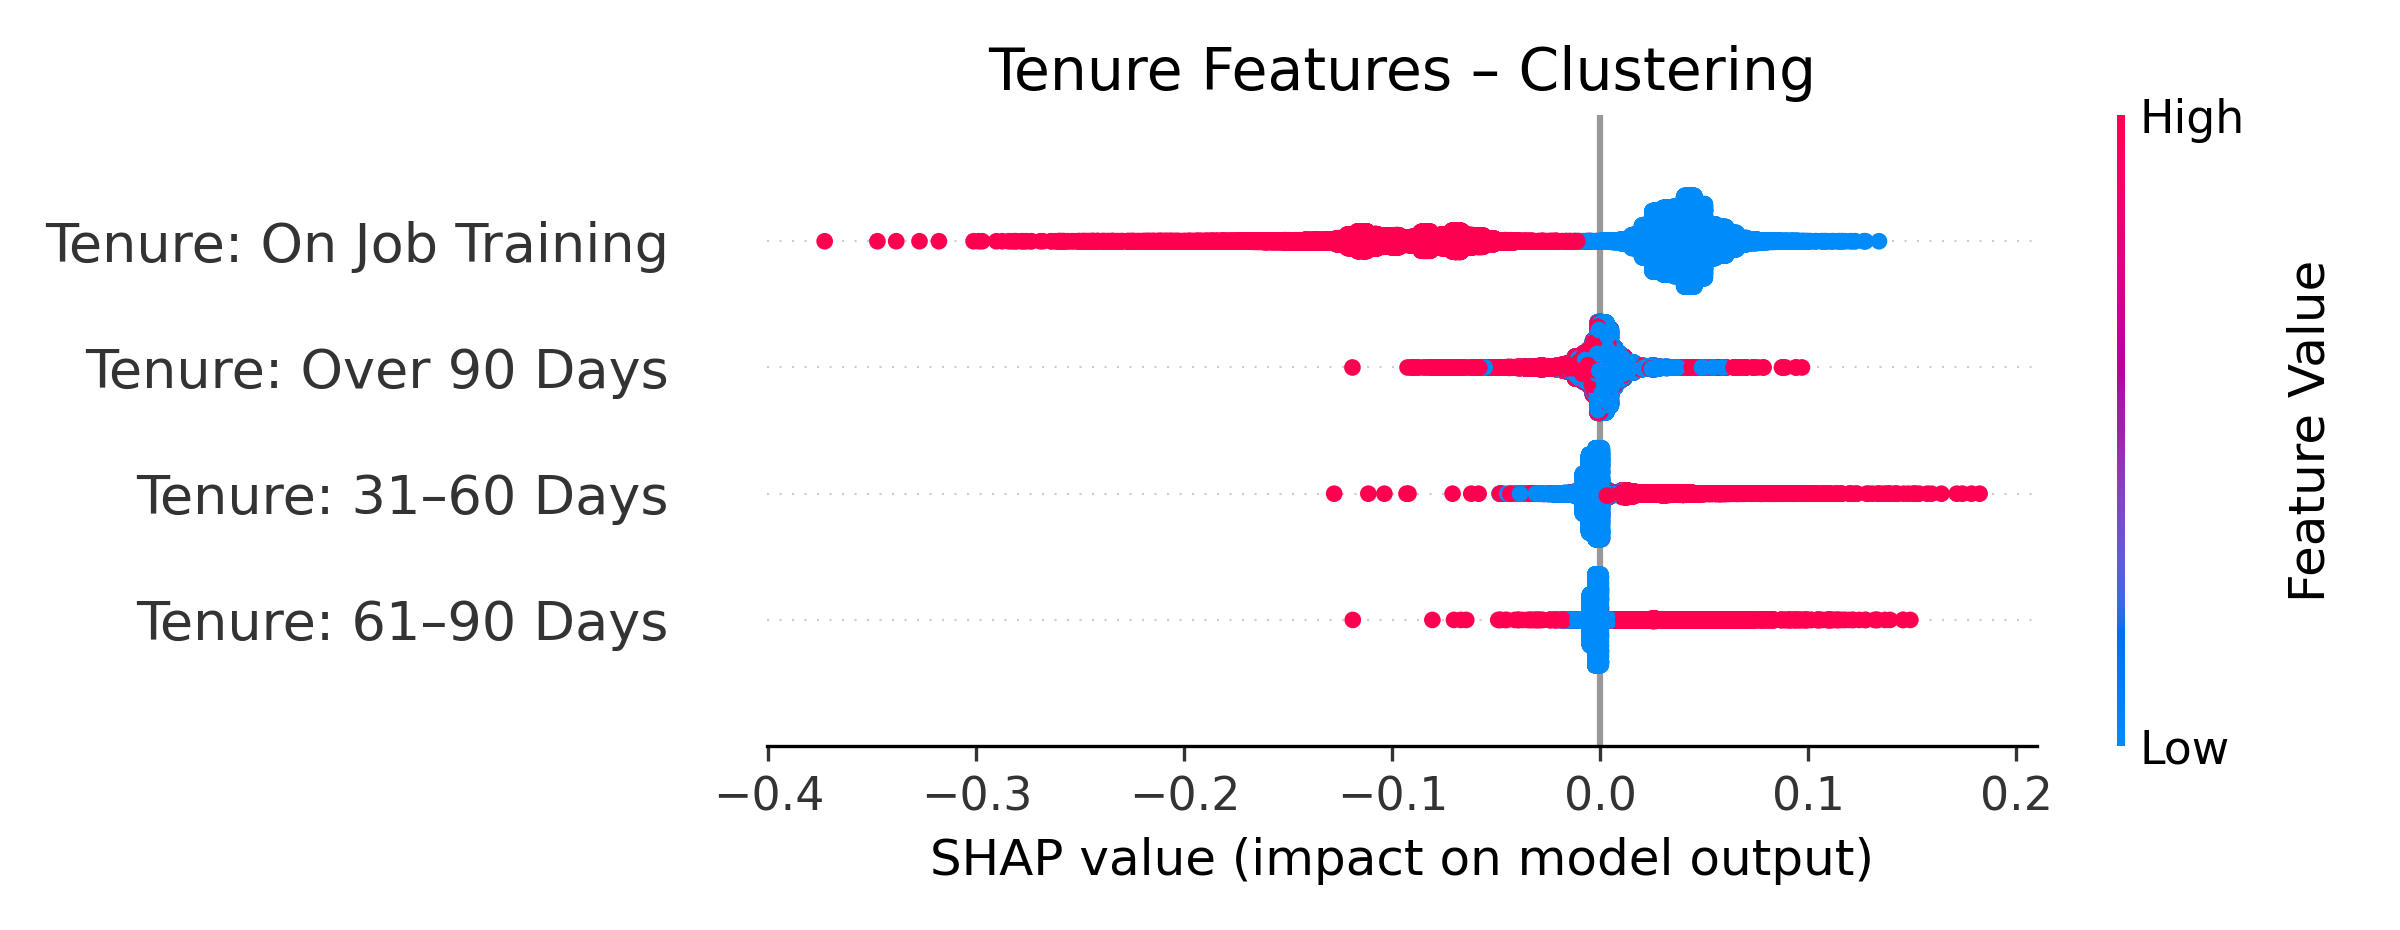 Tenure Features – Clustering
High
Tenure: On Job Training
Tenure: Over 90 Days
Tenure: 31–60 Days
Tenure: 61–90 Days
Feature Value
Low
−0.4 −0.3 −0.2 −0.1 0.0 0.1 0.2
SHAP value (impact on model output)